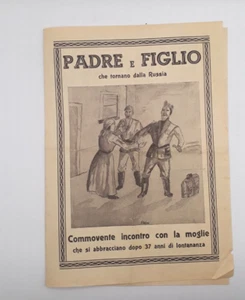 PADRE E FIGLIO
che tornano dalla Russia
Commovente incontro con la moglie
che si abbracciano dopo 37 anni di lontananza